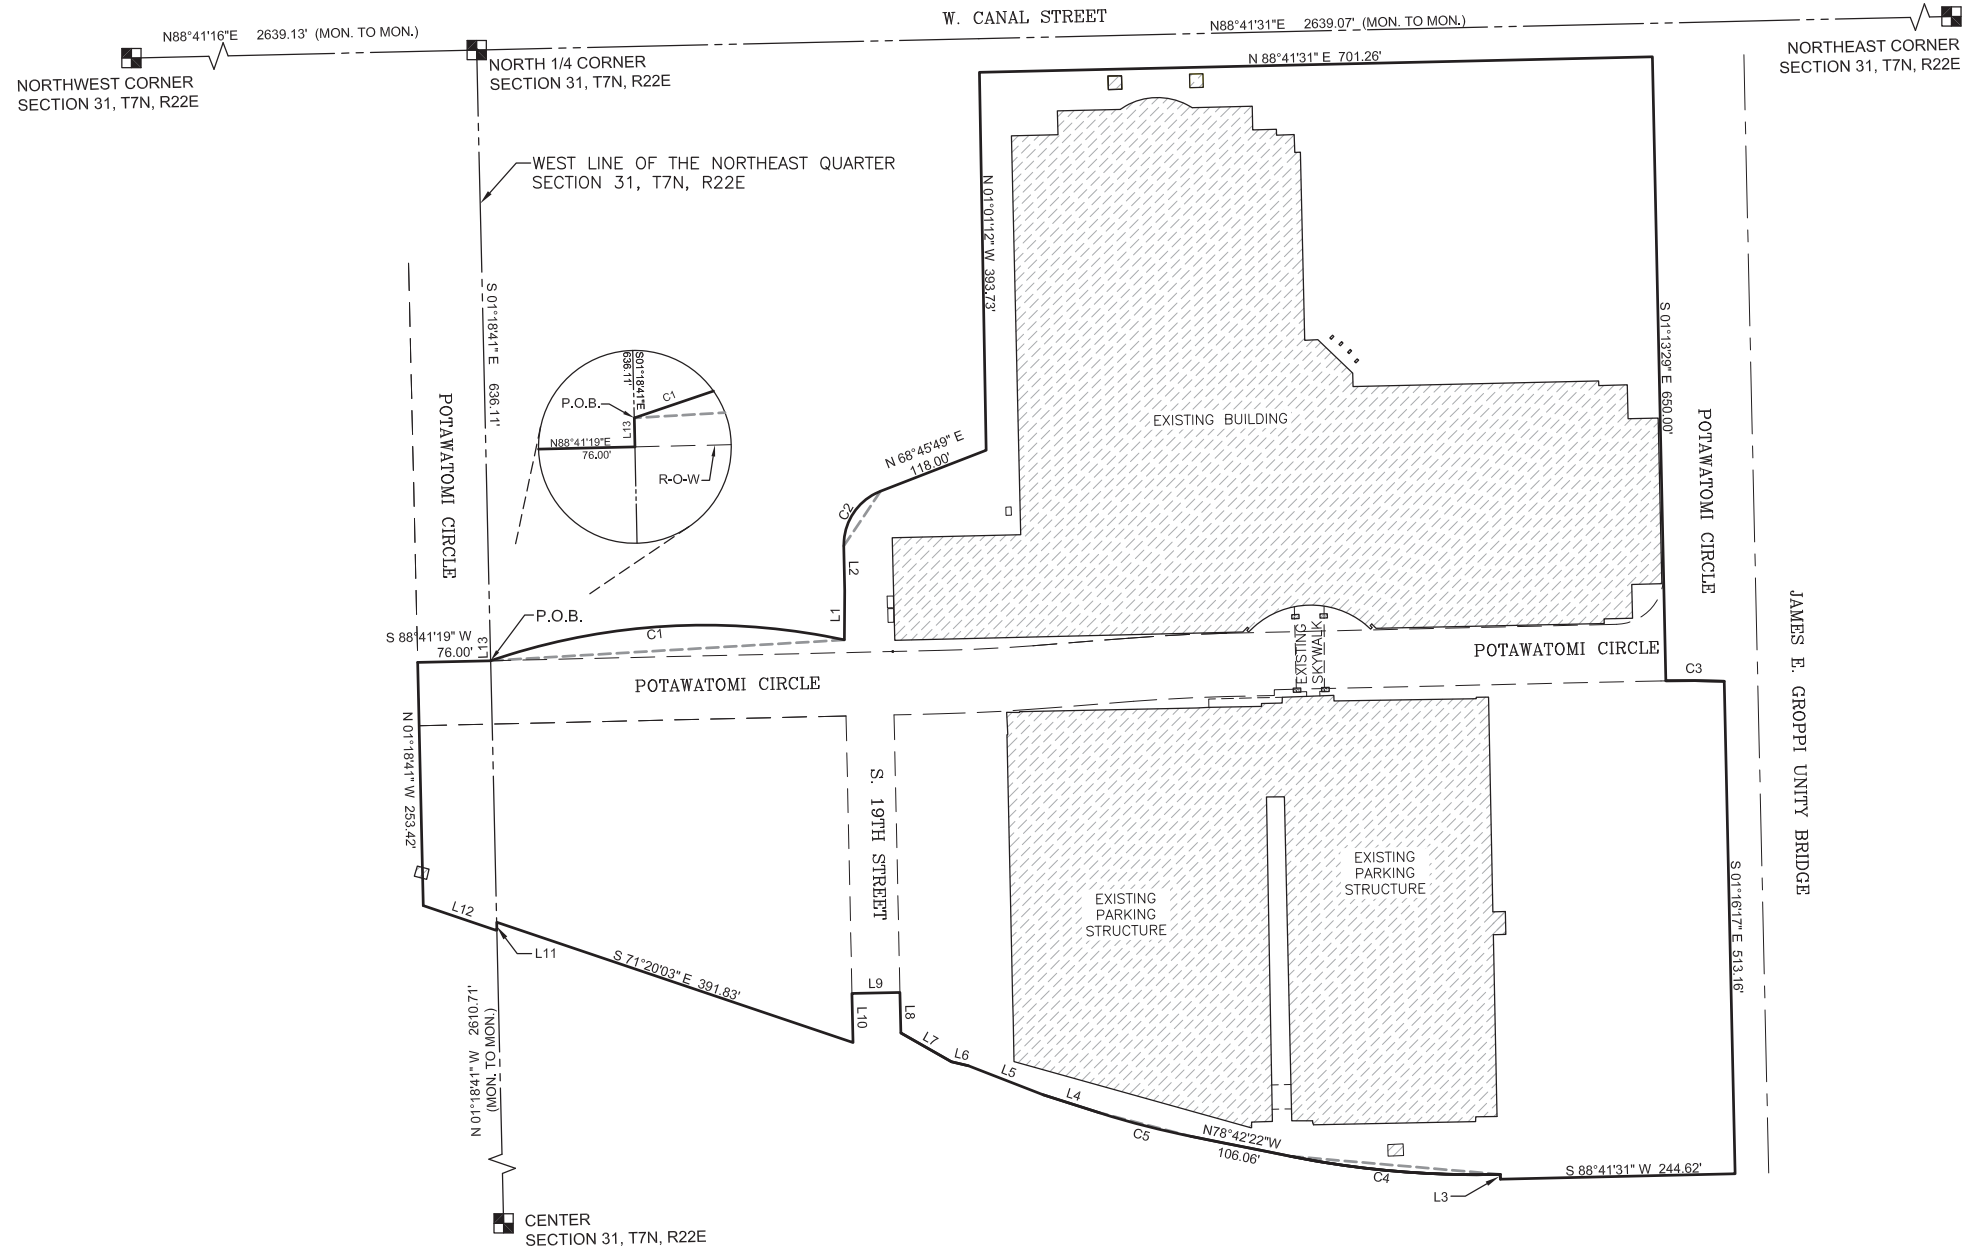 W. CANAL STREET
N88°41'16"E 2639.13' (MON. TO MON.)
N88°41'31"E 2639.07' (MON. TO MON.)
NORTHWEST CORNER
SECTION 31, T7N, R22E
NORTH 1/4 CORNER
SECTION 31, T7N, R22E
NORTHEAST CORNER
SECTION 31, T7N, R22E
N 88°41'31" E 701.26'
WEST LINE OF THE NORTHEAST QUARTER
SECTION 31, T7N, R22E
N 01°01'12" W 393.73'
S 01°18'41" E 636.11'
S 01°13'29" E 650.00'
S01°18'41"E
636.11'
P.O.B.
C1
L13
N88°41'19"E
76.00'
R-O-W
POTAWATOMI CIRCLE
EXISTING BUILDING
POTAWATOMI CIRCLE
N 68°45'49" E
118.00'
C2
L2
L1
P.O.B.
C1
S 88°41'19" W
76.00'
L13
POTAWATOMI CIRCLE
EXISITNG
SKYWALK
POTAWATOMI CIRCLE
C3
JAMES E. GROPPI UNITY BRIDGE
N 01°18'41" W 253.42'
S. 19TH STREET
EXISTING
PARKING
STRUCTURE
EXISTING
PARKING
STRUCTURE
S 01°16'17" E 513.16'
L12
L11
S 71°20'03" E 391.83'
L9
L10
L8
L7
L6
L5
L4
C5
N78°42'22"W
106.06'
C4
L3
S 88°41'31" W 244.62'
N 01°18'41" W 2610.71'
(MON. TO MON.)
CENTER
SECTION 31, T7N, R22E